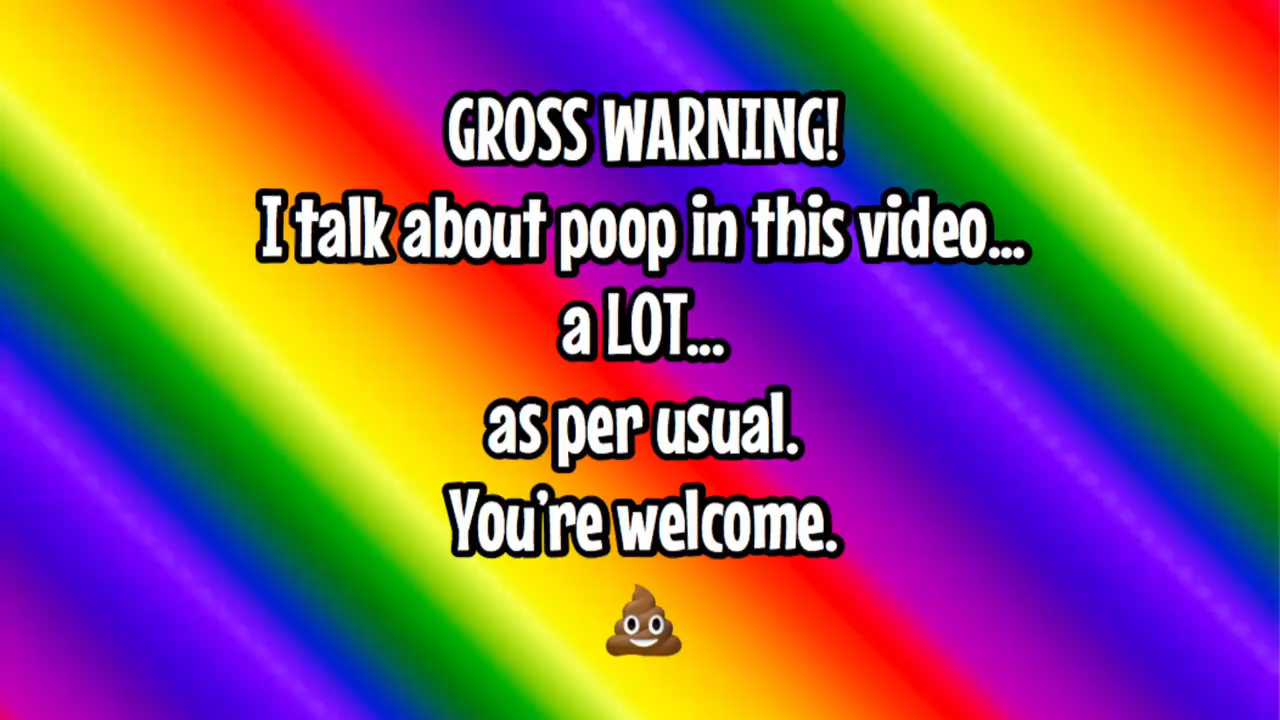 GROSS WARNING!
I talk about poop in this video...
a LOT...
as per usual.
You're welcome.